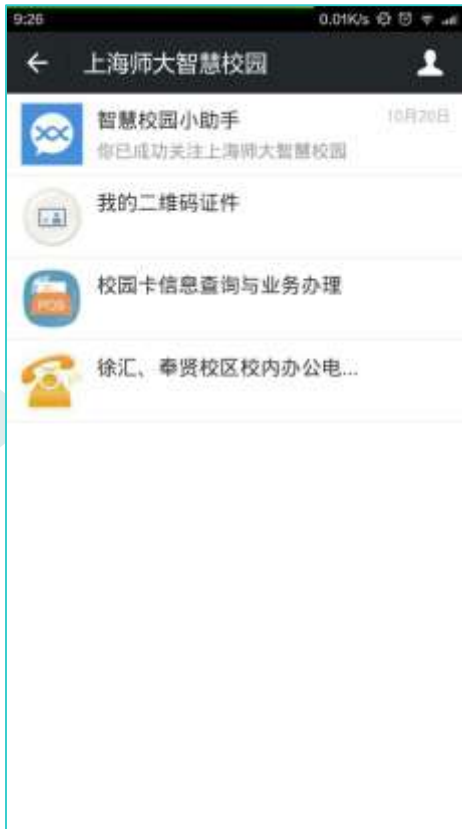 9:26
0.01K/s
上海师大智慧校园
智慧校园小助手
10月20日
你已成功关注上海师大智慧校园
我的二维码证件
校园卡信息查询与业务办理
POS
徐汇、奉贤校区校内办公电...